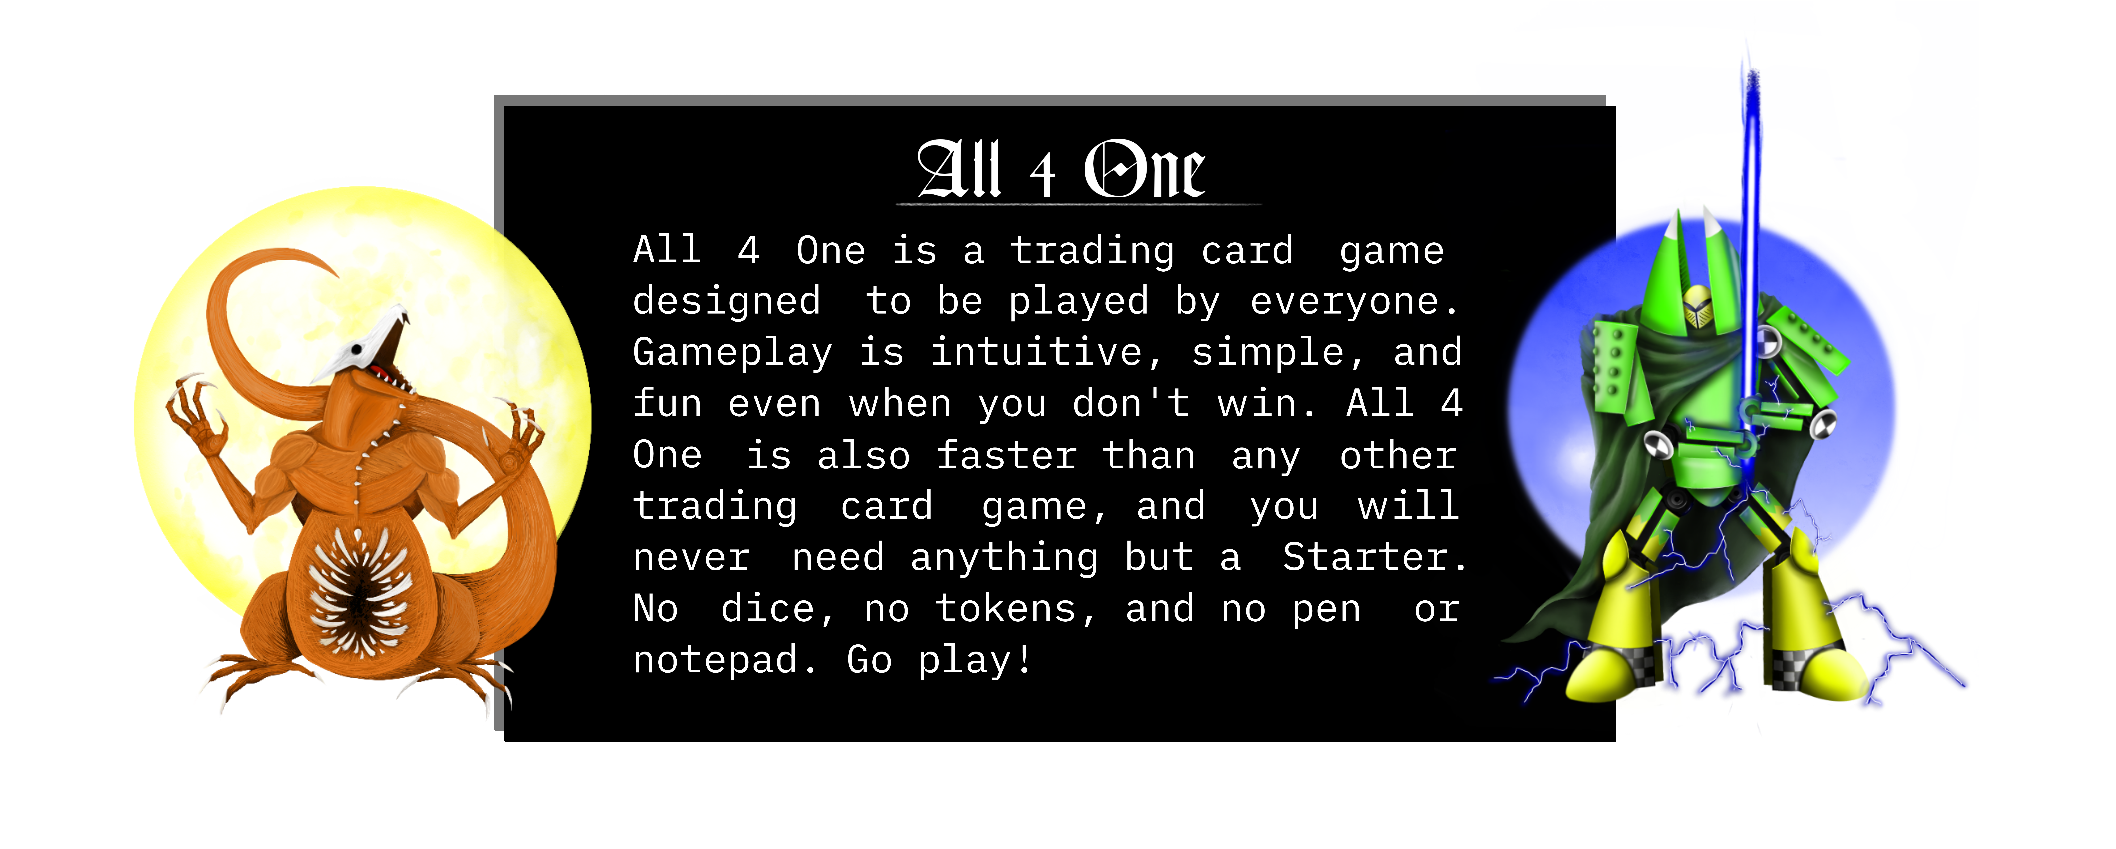 All 4 One
All 4 One is a trading card game
designed to be played by everyone.
Gameplay is intuitive, simple, and
fun even when you don't win. All 4
One is also faster than any other
trading card game, and you will
never need anything but a Starter.
No dice, no tokens, and no pen or
notepad. Go play!